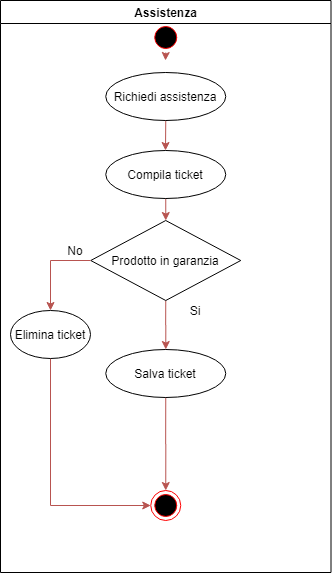 Assistenza
Richiedi assistenza
Compila ticket
Prodotto in garanzia
No
Si
Elimina ticket
Salva ticket